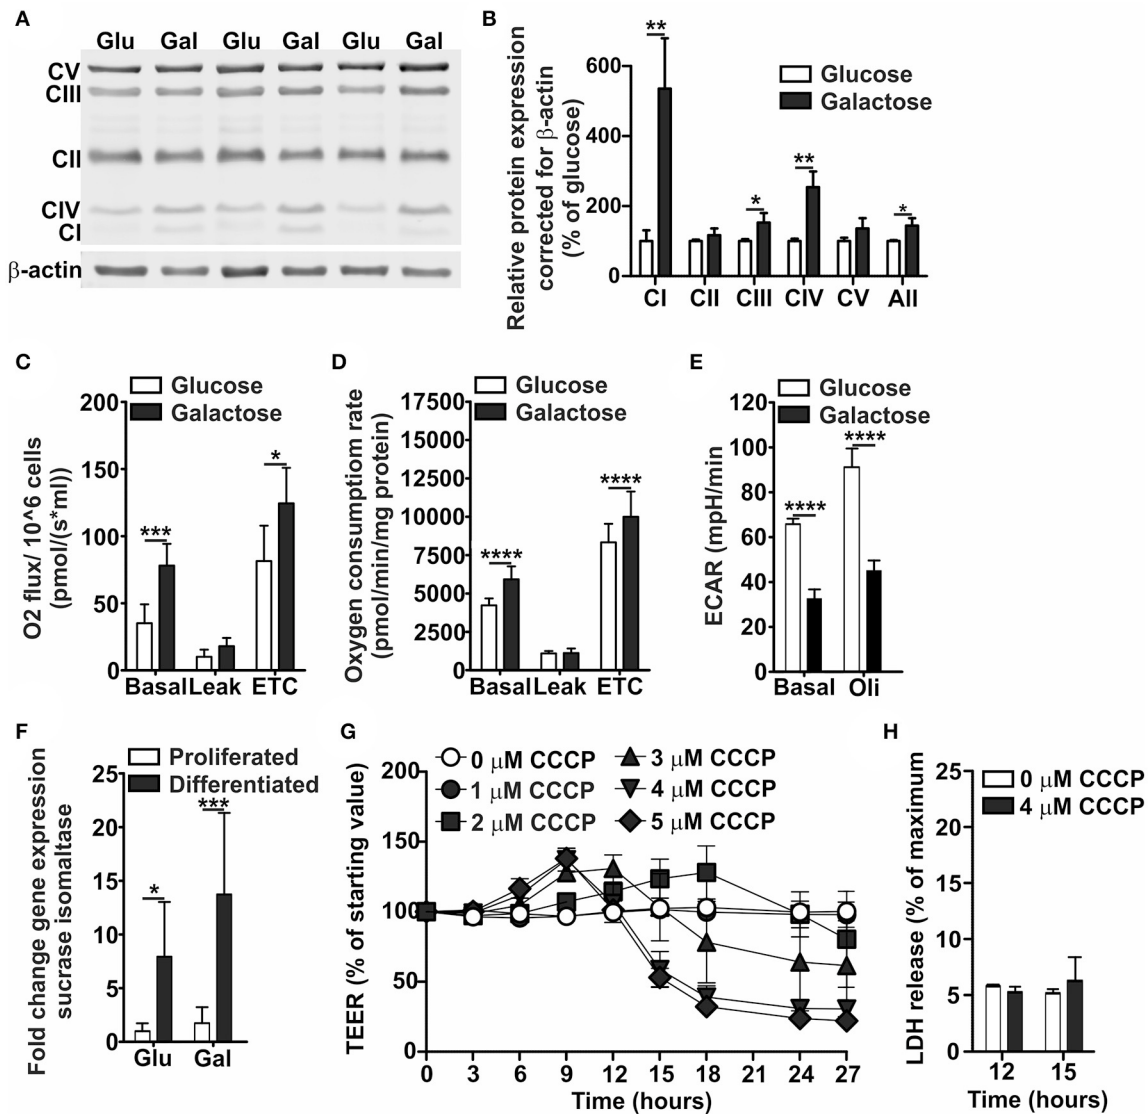 A
Glu Gal Glu Gal Glu Gal
CV
CIII
CII
CIV
CI
β-actin
B
Relative protein expression
corrected for β-actin
(% of glucose)
600
400
200
0
** * ** *
Glucose
Galactose
CI CII CIII CIV CV AII
C
Glucose
Galactose
O2 flux/ 10^6 cells
(pmol/(s*ml))
200
150
100
50
0
*** *
Basal Leak ETC
D
Glucose
Galactose
Oxygen consumptiom rate
(pmol/min/mg protein)
17500
15000
12500
10000
7500
5000
2500
0
**** ****
Basal Leak ETC
E
Glucose
Galactose
ECAR (mpH/min
120
100
80
60
40
20
0
**** ****
Basal Oli
F
Proliferated
Differentiated
Fold change gene expression
sucrase isomaltase
25
20
15
10
5
0
* ***
Glu Gal
G
0 μM CCCP
1 μM CCCP
2 μM CCCP
3 μM CCCP
4 μM CCCP
5 μM CCCP
TEER (% of starting value)
200
150
100
50
0
0 3 6 9 12 15 18 21 24 27
Time (hours)
H
0 μM CCCP
4 μM CCCP
LDH release (% of maximum
25
20
15
10
5
0
12 15
Time (hours)